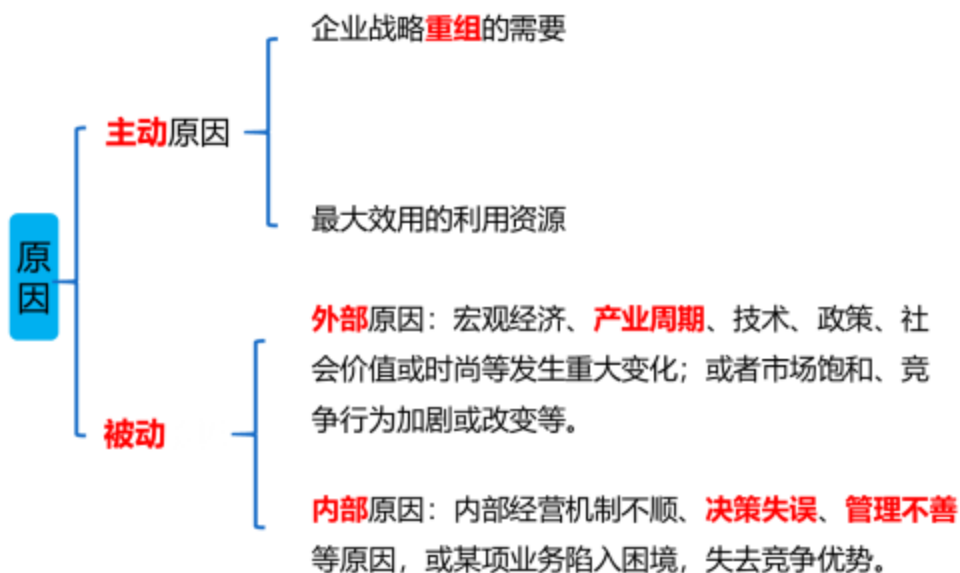 原因
主动原因
企业战略重组的需要
最大效用的利用资源
被动
外部原因：宏观经济、产业周期、技术、政策、社
会价值或时尚等发生重大变化；或者市场饱和、竞
争行为加剧或改变等。
内部原因：内部经营机制不顺、决策失误、管理不善
等原因，或某项业务陷入困境，失去竞争优势。